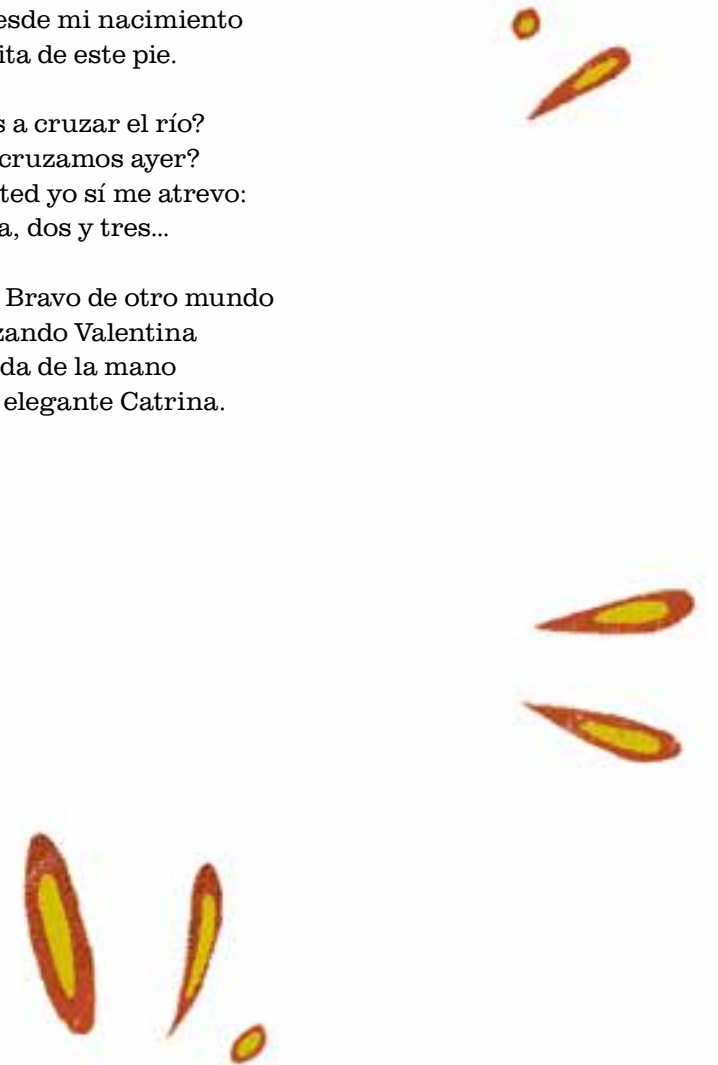 esde mi nacimiento
ita de este pie.
s a cruzar el río?
cruzamos ayer?
ted yo sí me atrevo:
a, dos y tres...
Bravo de otro mundo
zando Valentina
da de la mano
elegante Catrina.